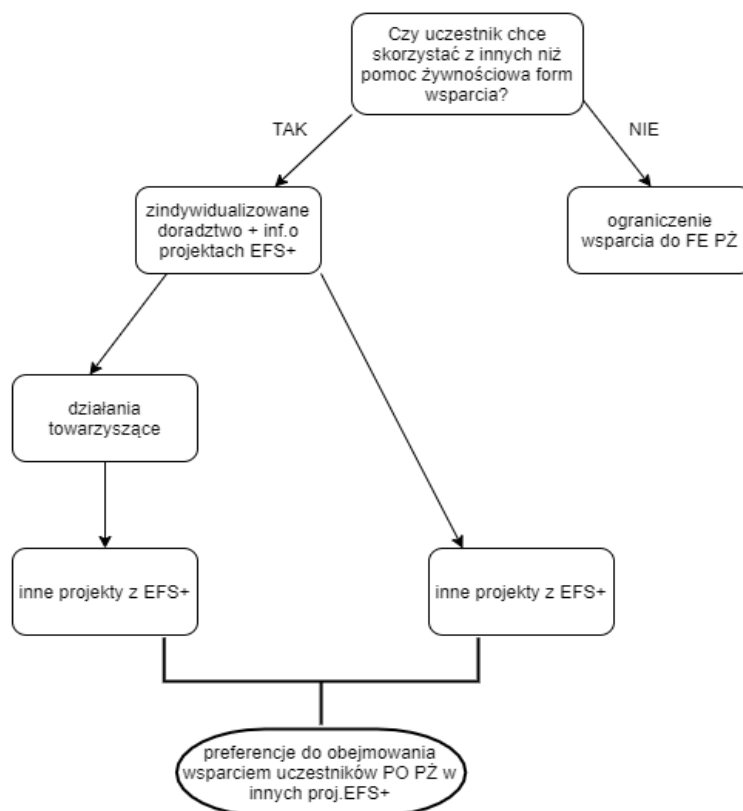 Czy uczestnik chce
skorzystać z innych niż
pomoc żywnościowa form
wsparcia?
TAK
NIE
zindywidualizowane
doradztwo + inf.o
projektach EFS+
ograniczenie
wsparcia do FE PŻ
działania
towarzyszące
inne projekty z EFS+
inne projekty z EFS+
preferencje do obejmowania
wsparciem uczestników PO PŻ w
innych proj.EFS+